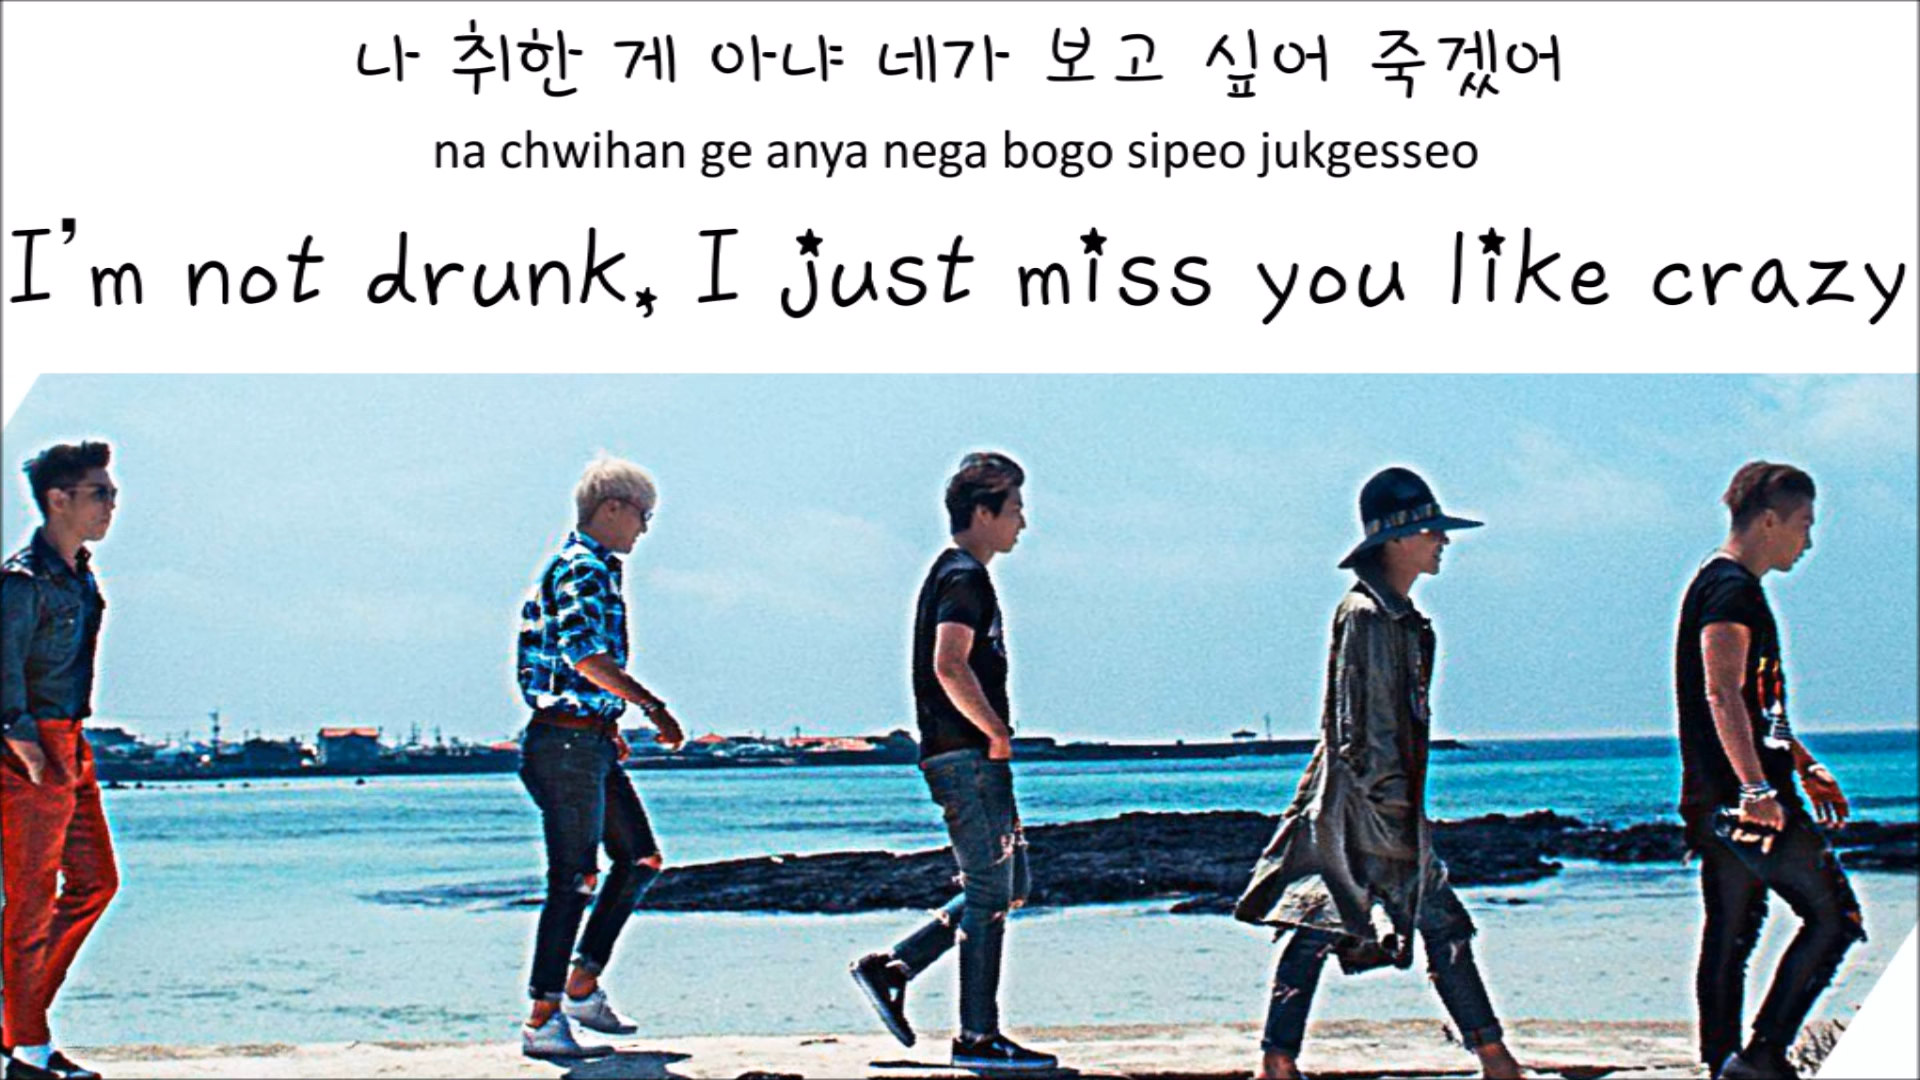 나 취한 게 아냐 네가 보고 싶어 죽겠어
na chwihan ge anya nega bogo sipeo jukgesseo
I'm not drunk, I just miss you like crazy